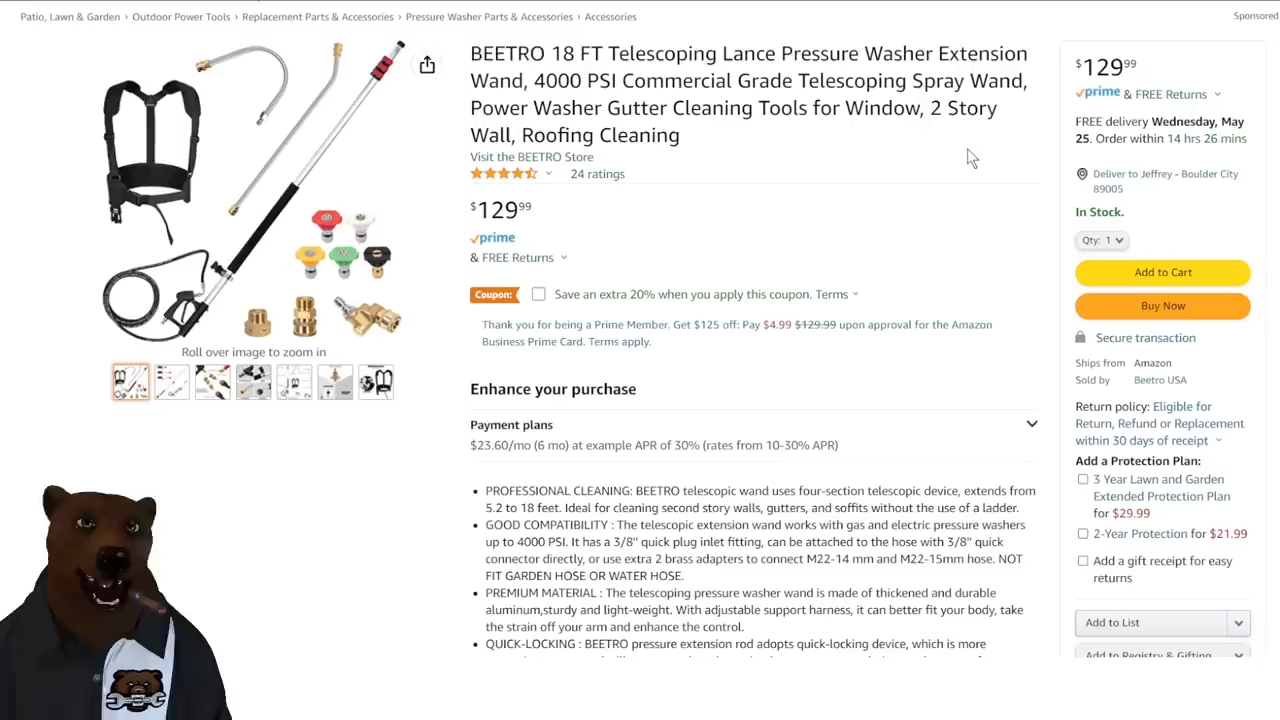 Patio, Lawn & Garden › Outdoor Power Tools › Replacement Parts & Accessories › Pressure Washer Parts & Accessories › Accessories
Sponsored
BEETRO 18 FT Telescoping Lance Pressure Washer Extension
Wand, 4000 PSI Commercial Grade Telescoping Spray Wand,
Power Washer Gutter Cleaning Tools for Window, 2 Story
Wall, Roofing Cleaning
Visit the BEETRO Store
24 ratings
$12999
prime
& FREE Returns
Coupon:
Save an extra 20% when you apply this coupon. Terms
Thank you for being a Prime Member. Get $125 off: Pay $4.99 $129.99 upon approval for the Amazon
Business Prime Card. Terms apply.
Roll over image to zoom in
Enhance your purchase
Payment plans
$23.60/mo (6 mo) at example APR of 30% (rates from 10-30% APR)
• PROFESSIONAL CLEANING: BEETRO telescopic wand uses four-section telescopic device, extends from
5.2 to 18 feet. Ideal for cleaning second story walls, gutters, and soffits without the use of a ladder.
• GOOD COMPATIBILITY : The telescopic extension wand works with gas and electric pressure washers
up to 4000 PSI. It has a 3/8" quick plug inlet fitting, can be attached to the hose with 3/8" quick
connector directly, or use extra 2 brass adapters to connect M22-14 mm and M22-15mm hose. NOT
FIT GARDEN HOSE OR WATER HOSE.
• PREMIUM MATERIAL : The telescoping pressure washer wand is made of thickened and durable
aluminum,sturdy and light-weight. With adjustable support harness, it can better fit your body, take
the strain off your arm and enhance the control.
• QUICK-LOCKING : BEETRO pressure extension rod adopts quick-locking device, which is more
$12999
prime & FREE Returns
FREE delivery Wednesday, May
25. Order within 14 hrs 26 mins
Deliver to Jeffrey - Boulder City
89005
In Stock.
Qty: 1
Add to Cart
Buy Now
Secure transaction
Ships from Amazon
Sold by Beetro USA
Return policy: Eligible for
Return, Refund or Replacement
within 30 days of receipt
Add a Protection Plan:
3 Year Lawn and Garden
Extended Protection Plan
for $29.99
2-Year Protection for $21.99
Add a gift receipt for easy
returns
Add to List
Add to Registry & Gifting